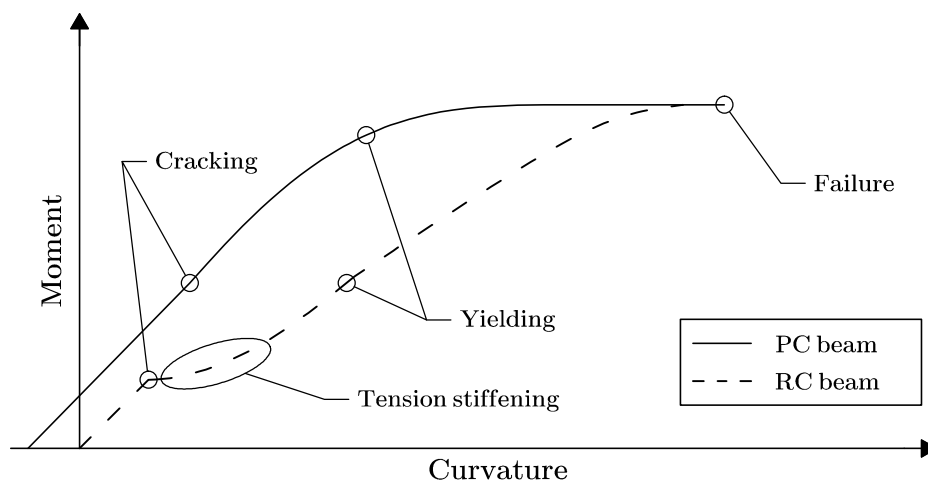 Cracking
Moment
Failure
Yielding
PC beam
RC beam
Tension stiffening
Curvature